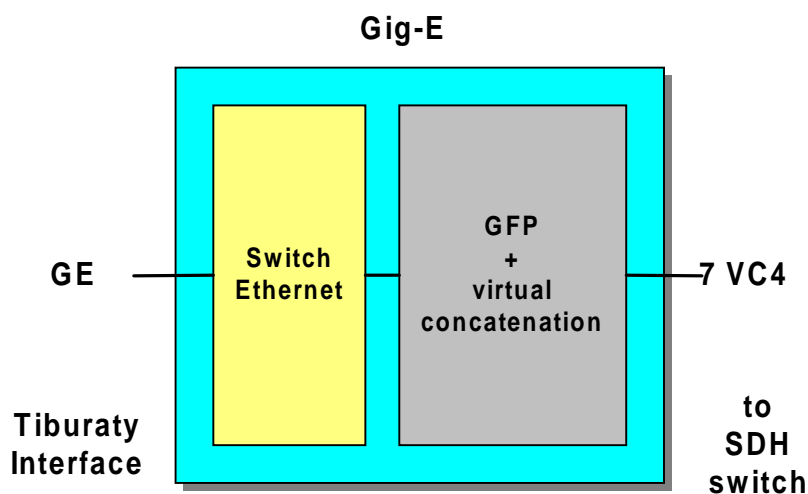 Gig-E
GE
Switch
Ethernet
GFP
+
virtual
concatenation
7 VC4
Tiburaty
Interface
to
SDH
switch